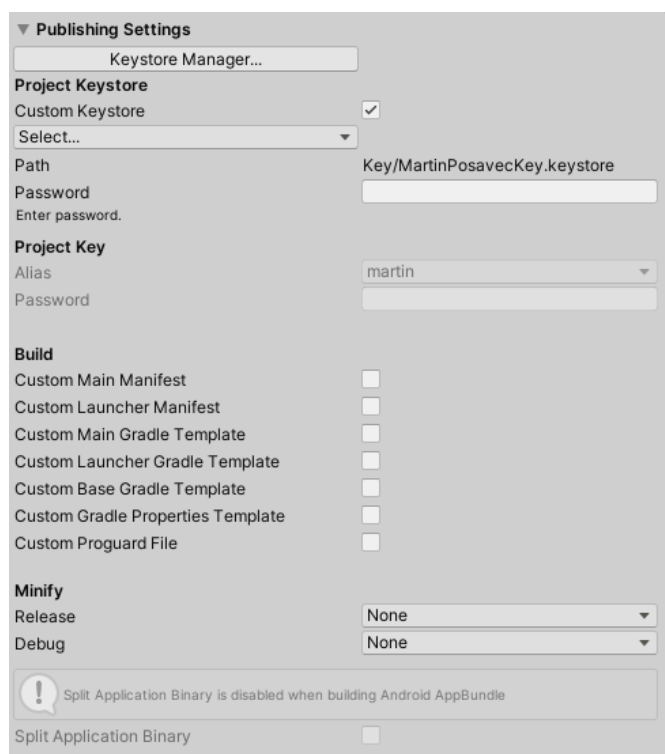 Publishing Settings
Keystore Manager...
Project Keystore
Custom Keystore
Select...
Path Key/MartinPosavecKey.keystore
Password
Enter password.
Project Key
Alias martin
Password
Build
Custom Main Manifest
Custom Launcher Manifest
Custom Main Gradle Template
Custom Launcher Gradle Template
Custom Base Gradle Template
Custom Gradle Properties Template
Custom Proguard File
Minify
Release None
Debug None
Split Application Binary is disabled when building Android AppBundle
Split Application Binary